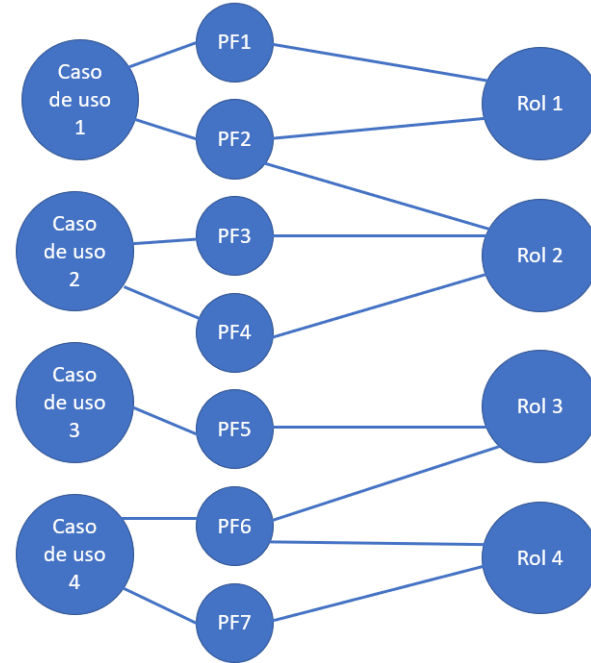 Caso
de uso
1
PF1
PF2
Rol 1
Caso
de uso
2
PF3
PF4
Rol 2
Caso
de uso
3
PF5
Rol 3
Caso
de uso
4
PF6
PF7
Rol 4